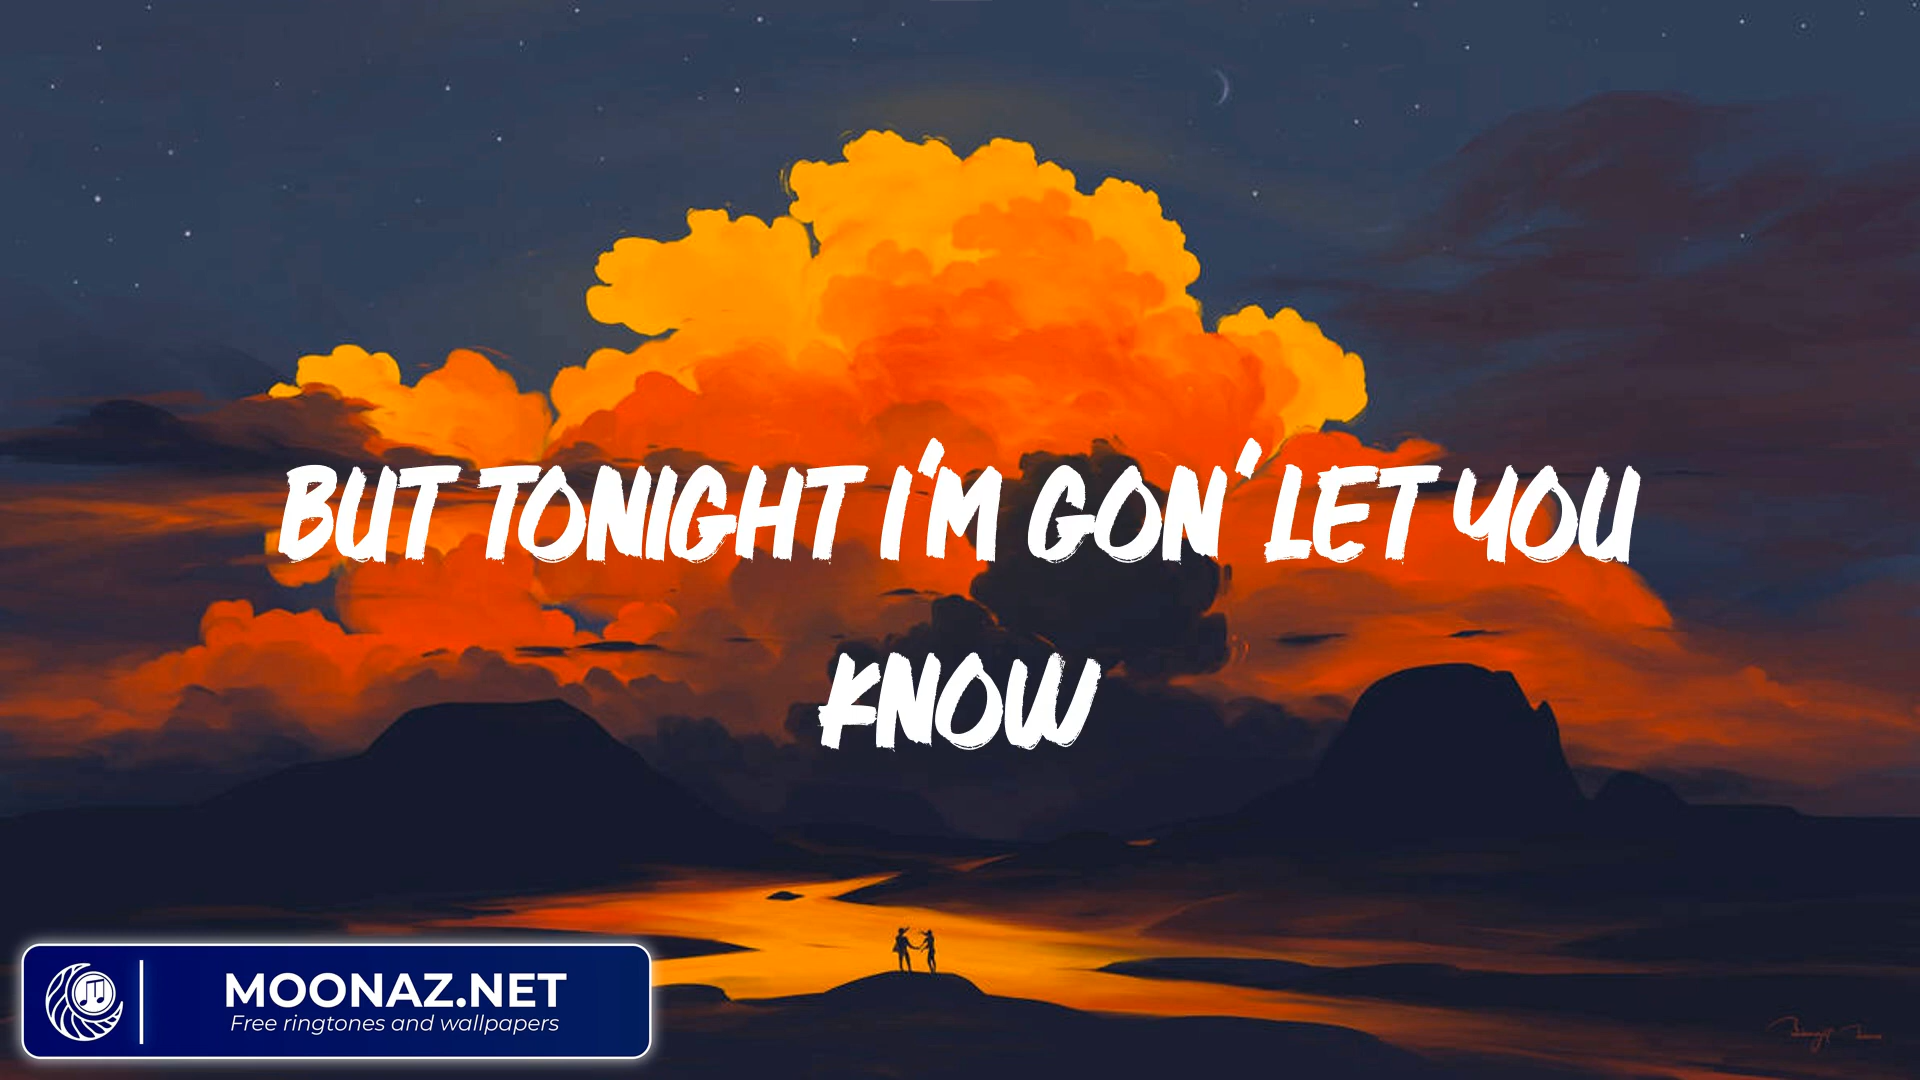 BUT TONIGHT I'M GON' LET YOU
KNOW
MOONAZ.NET
Free ringtones and wallpapers